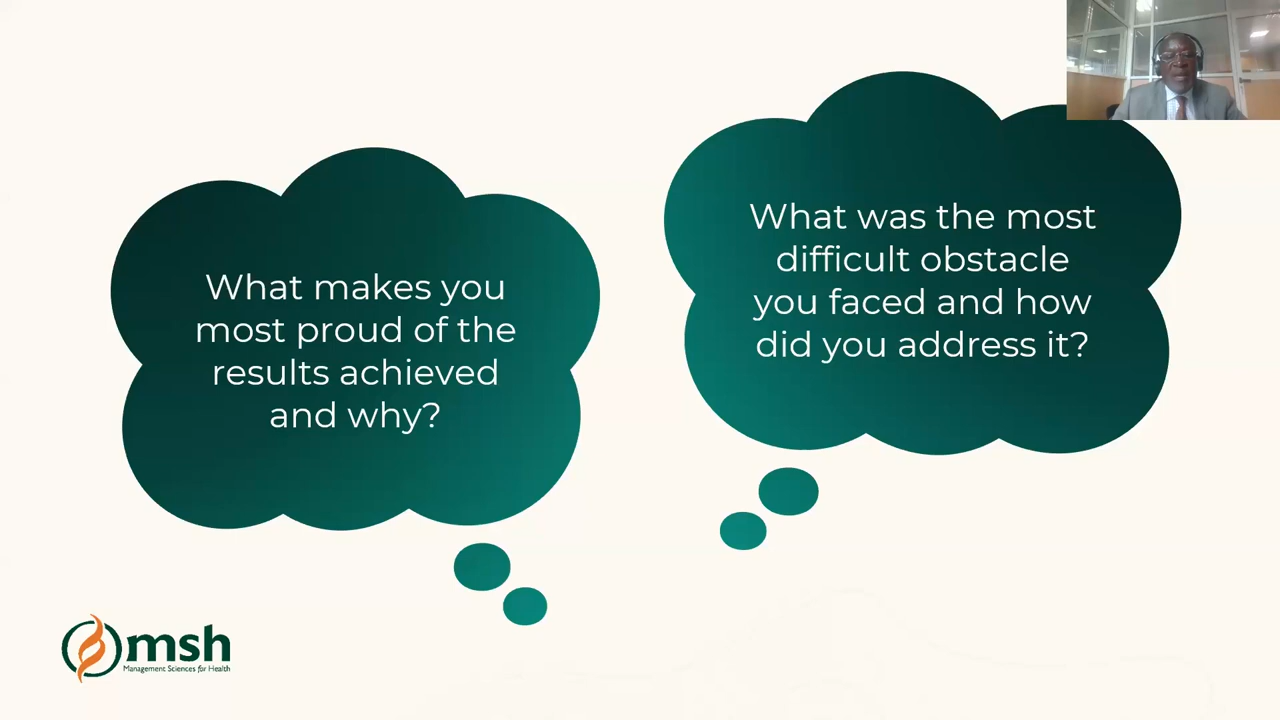 What makes you
most proud of the
results achieved
and why?
What was the most
difficult obstacle
you faced and how
did you address it?
msh
Management Sciences for Health